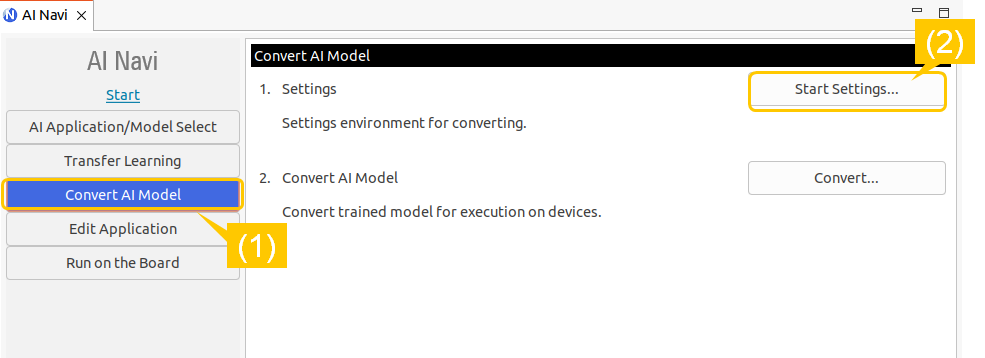 AI Navi
(2)
AI Navi
Start
AI Application/Model Select
Transfer Learning
Convert AI Model
(1)
Edit Application
Run on the Board
Convert AI Model
1. Settings
Start Settings...
Settings environment for converting.
2. Convert AI Model
Convert...
Convert trained model for execution on devices.